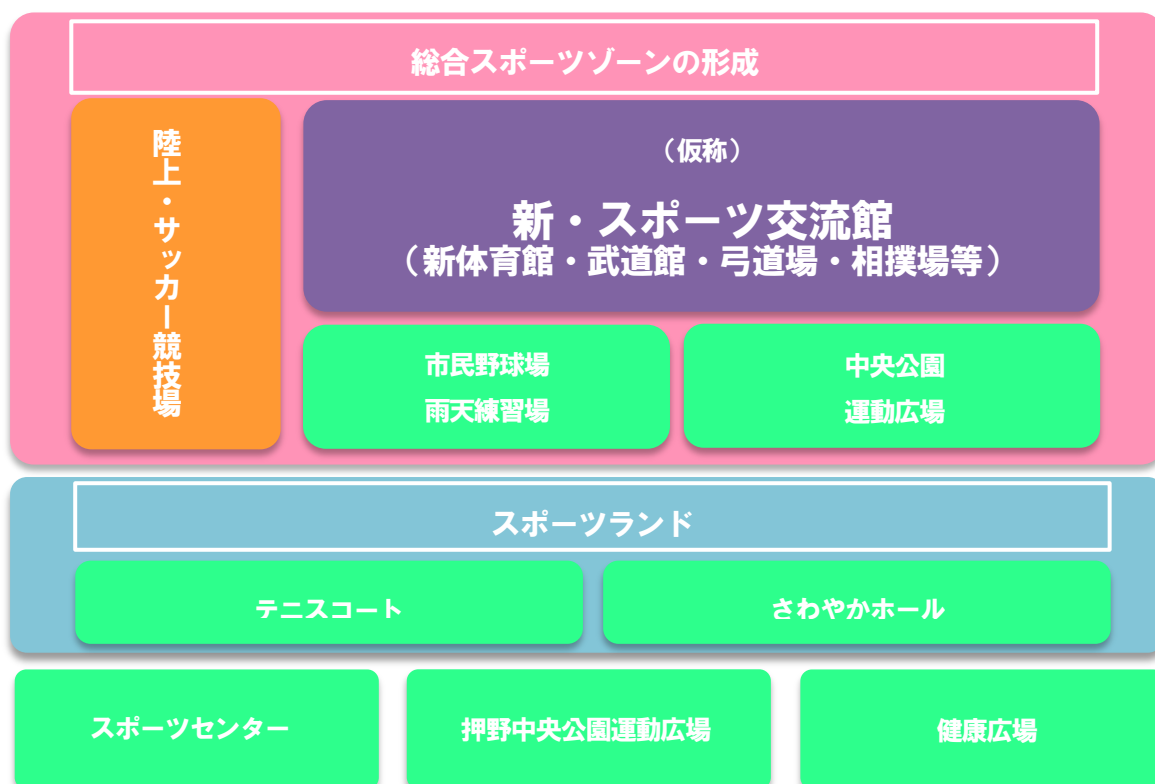 総合スポーツゾーンの形成
陸上・サッカー競技場
（仮称）
新・スポーツ交流館
（新体育館・武道館・弓道場・相撲場等）
市民野球場
雨天練習場
中央公園
運動広場
スポーツランド
テニスコート
さわやかホール
スポーツセンター
押野中央公園運動広場
健康広場